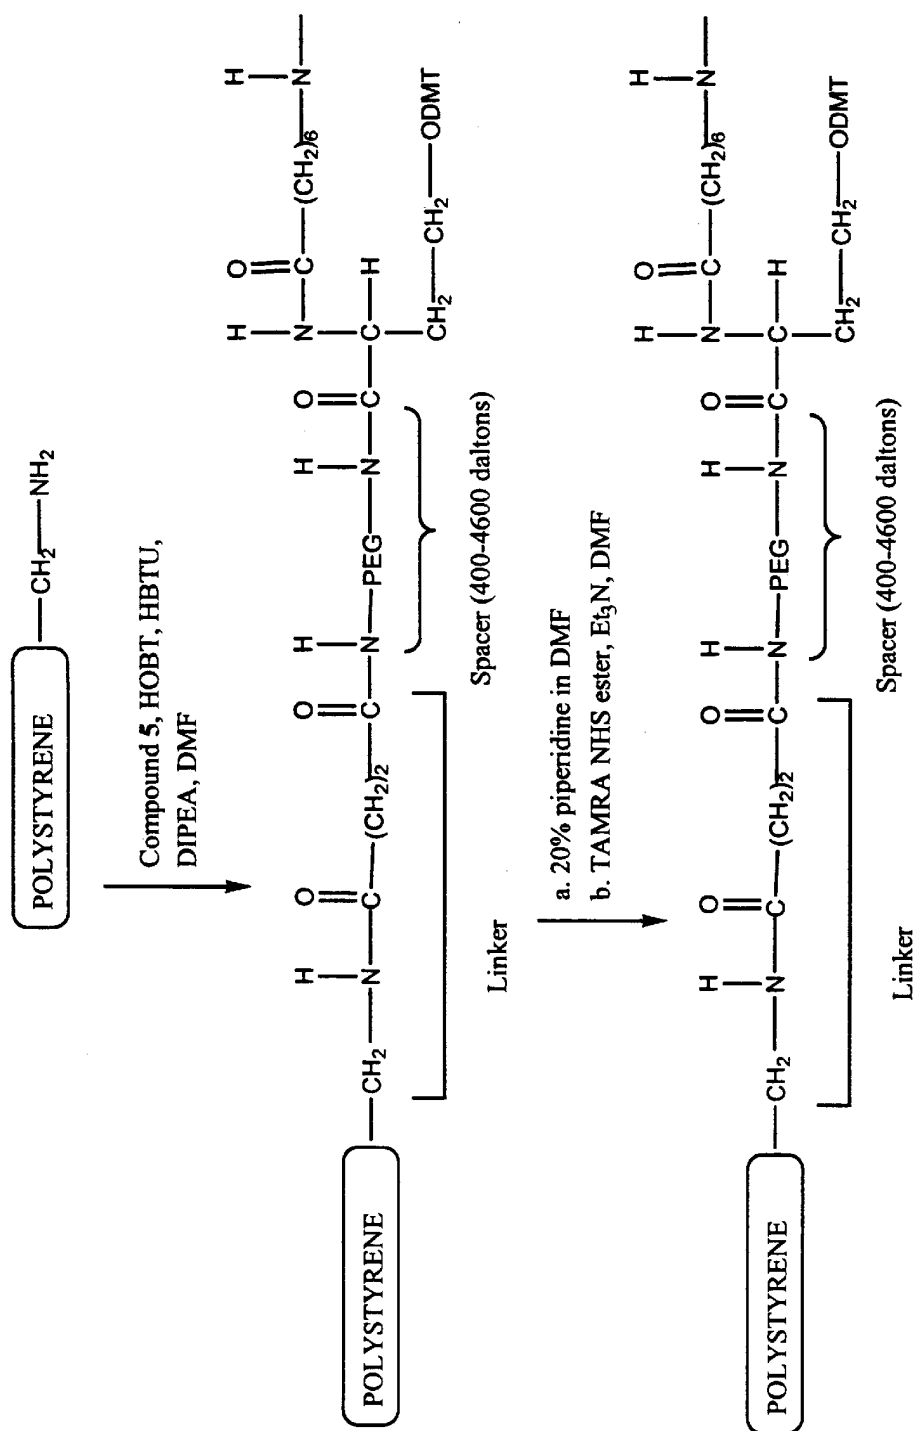 POLYSTYRENE —CH₂—NH₂
Compound 5, HOBT, HBTU,
DIPEA, DMF
H O H
N—C—(CH₂)₆—N—
O H H O H O
POLYSTYRENE —CH₂—N—C—(CH₂)₂—C—N—PEG—N—C—C—H
CH₂—CH₂—ODMT
Linker
Spacer (400-4600 daltons)
a. 20% piperidine in DMF
b. TAMRA NHS ester, Et₃N, DMF
H O H
N—C—(CH₂)₆—N—
H O O H H O
POLYSTYRENE —CH₂—N—C—(CH₂)₂—C—N—PEG—N—C—C—H
CH₂—CH₂—ODMT
Linker
Spacer (400-4600 daltons)